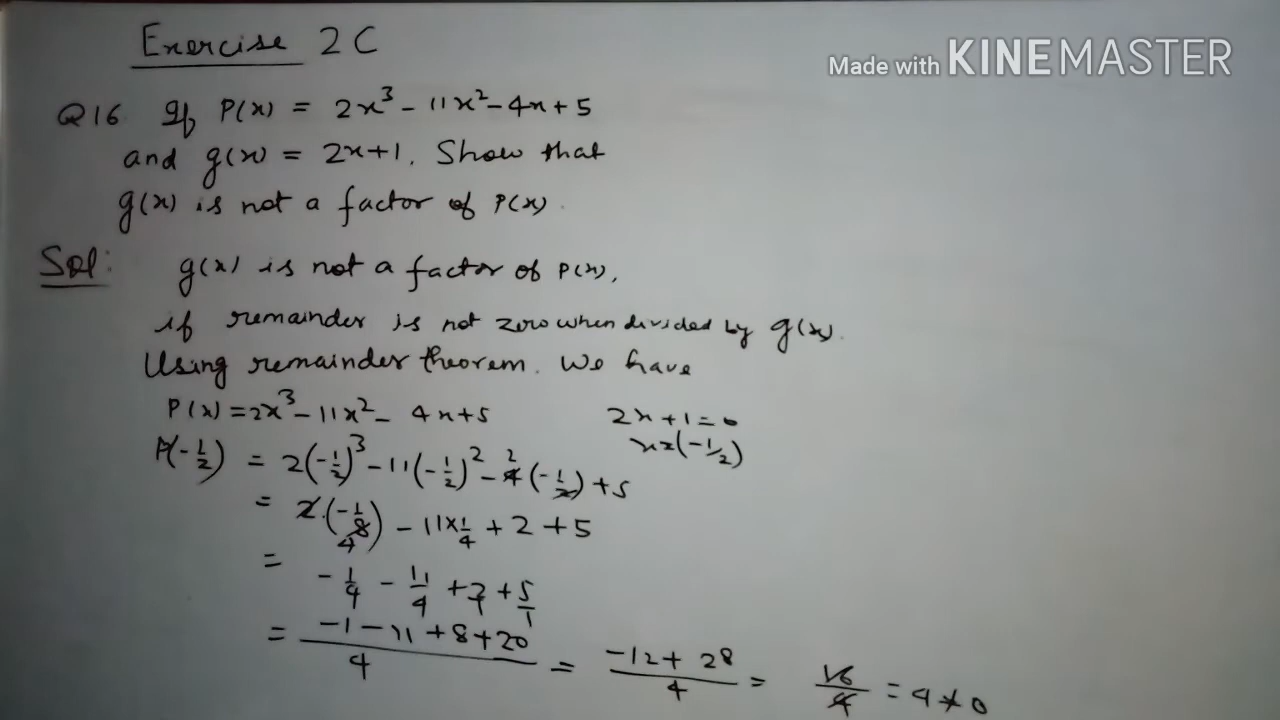 Exercise 2C
Made with KINEMASTER
Q16 If P(x) = 2x³ - 11x² - 4x + 5
and g(x) = 2x+1. Show that
g(x) is not a factor of P(x).
Sol: g(x) is not a factor of P(x),
if remainder is not zero when divided by g(x).
Using remainder theorem. We have
P(x) = 2x³ - 11x² - 4x+5
2x+1=0
x=(-1/2)
P(-1/2) = 2(-1/2)³ - 11(-1/2)² - 4 2 (-1/2) + 5
= 2·(-1/8) 4 - 11×1/4 + 2 + 5
= -1/4 - 11/4 + 2/1 + 5/1
= (-1-11+8+20)/4 = (-12+28)/4 = 16/4 = 4 ≠ 0